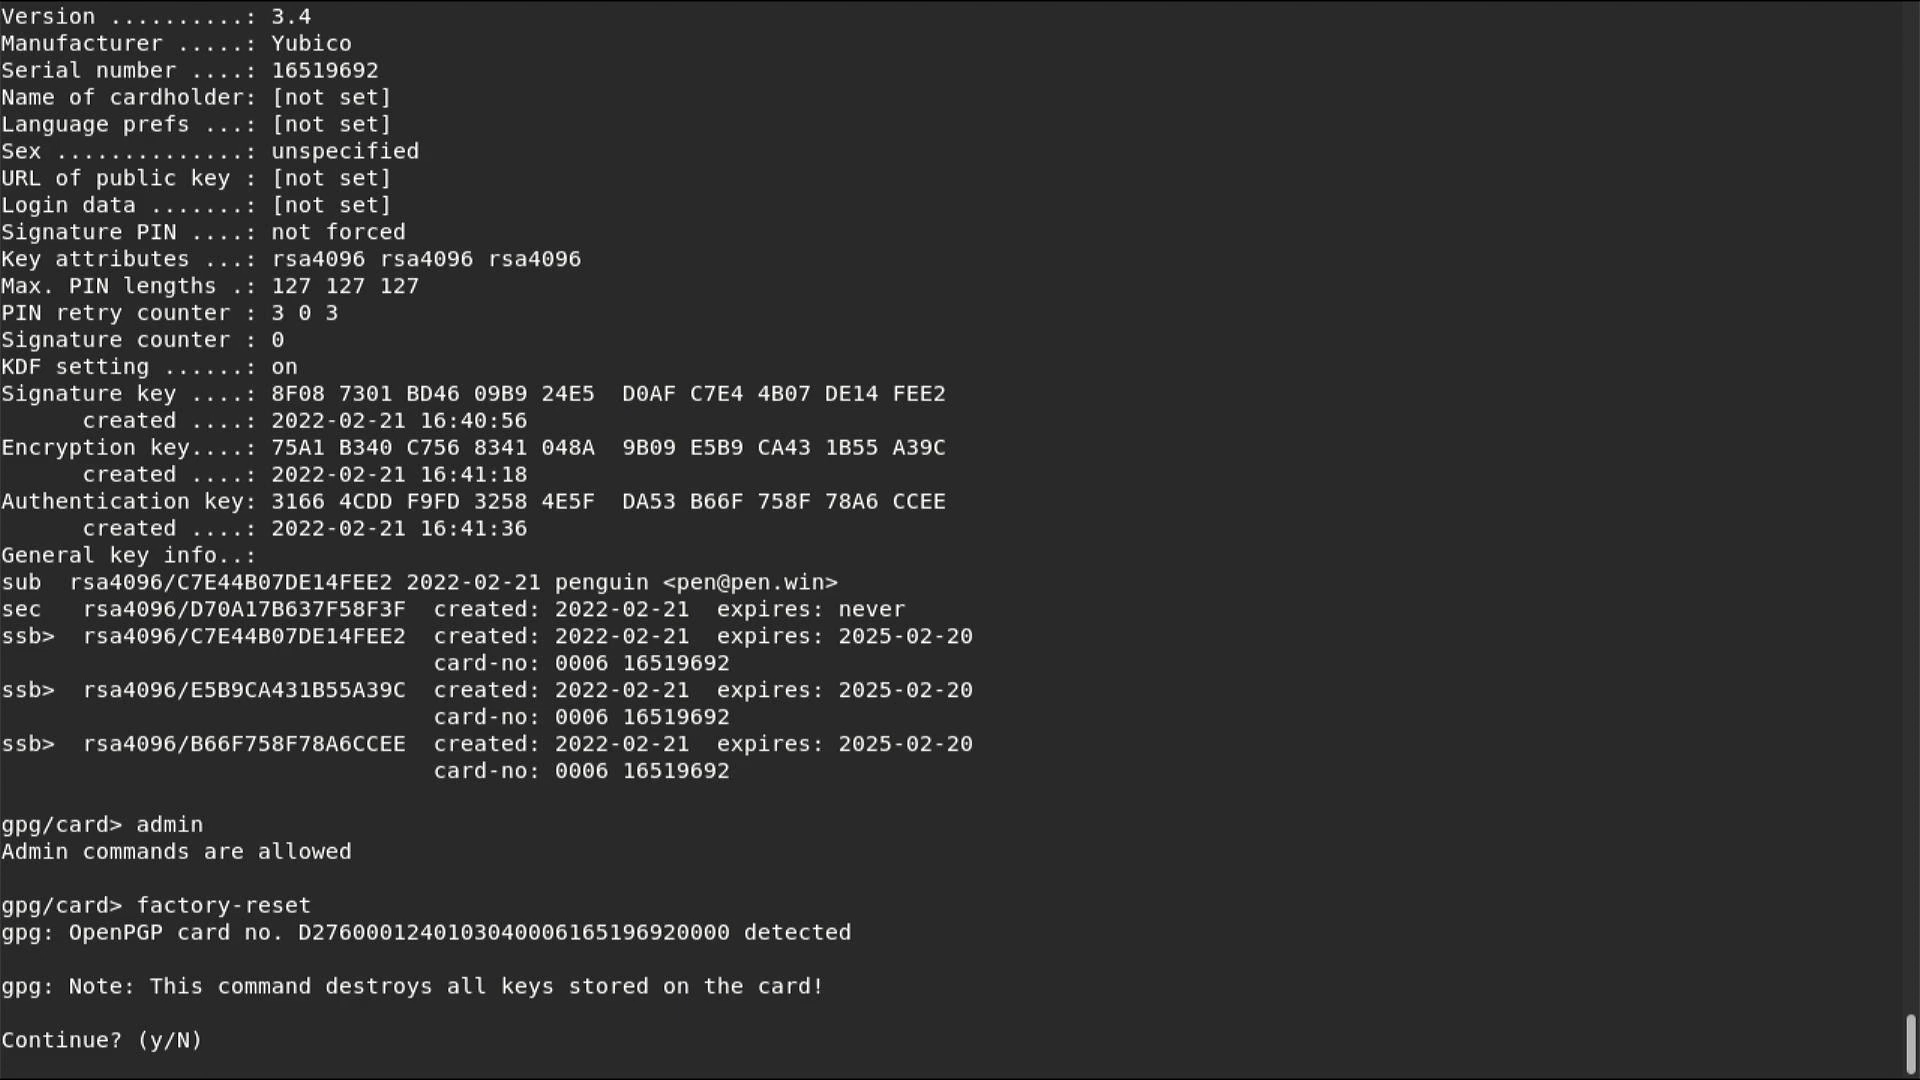 Version ..........: 3.4
Manufacturer .....: Yubico
Serial number ....: 16519692
Name of cardholder: [not set]
Language prefs ...: [not set]
Sex ..............: unspecified
URL of public key : [not set]
Login data .......: [not set]
Signature PIN ....: not forced
Key attributes ...: rsa4096 rsa4096 rsa4096
Max. PIN lengths .: 127 127 127
PIN retry counter : 3 0 3
Signature counter : 0
KDF setting ......: on
Signature key ....: 8F08 7301 BD46 09B9 24E5  D0AF C7E4 4B07 DE14 FEE2
      created ....: 2022-02-21 16:40:56
Encryption key....: 75A1 B340 C756 8341 048A  9B09 E5B9 CA43 1B55 A39C
      created ....: 2022-02-21 16:41:18
Authentication key: 3166 4CDD F9FD 3258 4E5F  DA53 B66F 758F 78A6 CCEE
      created ....: 2022-02-21 16:41:36
General key info..:
sub  rsa4096/C7E44B07DE14FEE2 2022-02-21 penguin <pen@pen.win>
sec   rsa4096/D70A17B637F58F3F  created: 2022-02-21  expires: never
ssb>  rsa4096/C7E44B07DE14FEE2  created: 2022-02-21  expires: 2025-02-20
                                card-no: 0006 16519692
ssb>  rsa4096/E5B9CA431B55A39C  created: 2022-02-21  expires: 2025-02-20
                                card-no: 0006 16519692
ssb>  rsa4096/B66F758F78A6CCEE  created: 2022-02-21  expires: 2025-02-20
                                card-no: 0006 16519692
gpg/card> admin
Admin commands are allowed
gpg/card> factory-reset
gpg: OpenPGP card no. D2760001240103040006165196920000 detected
gpg: Note: This command destroys all keys stored on the card!
Continue? (y/N)